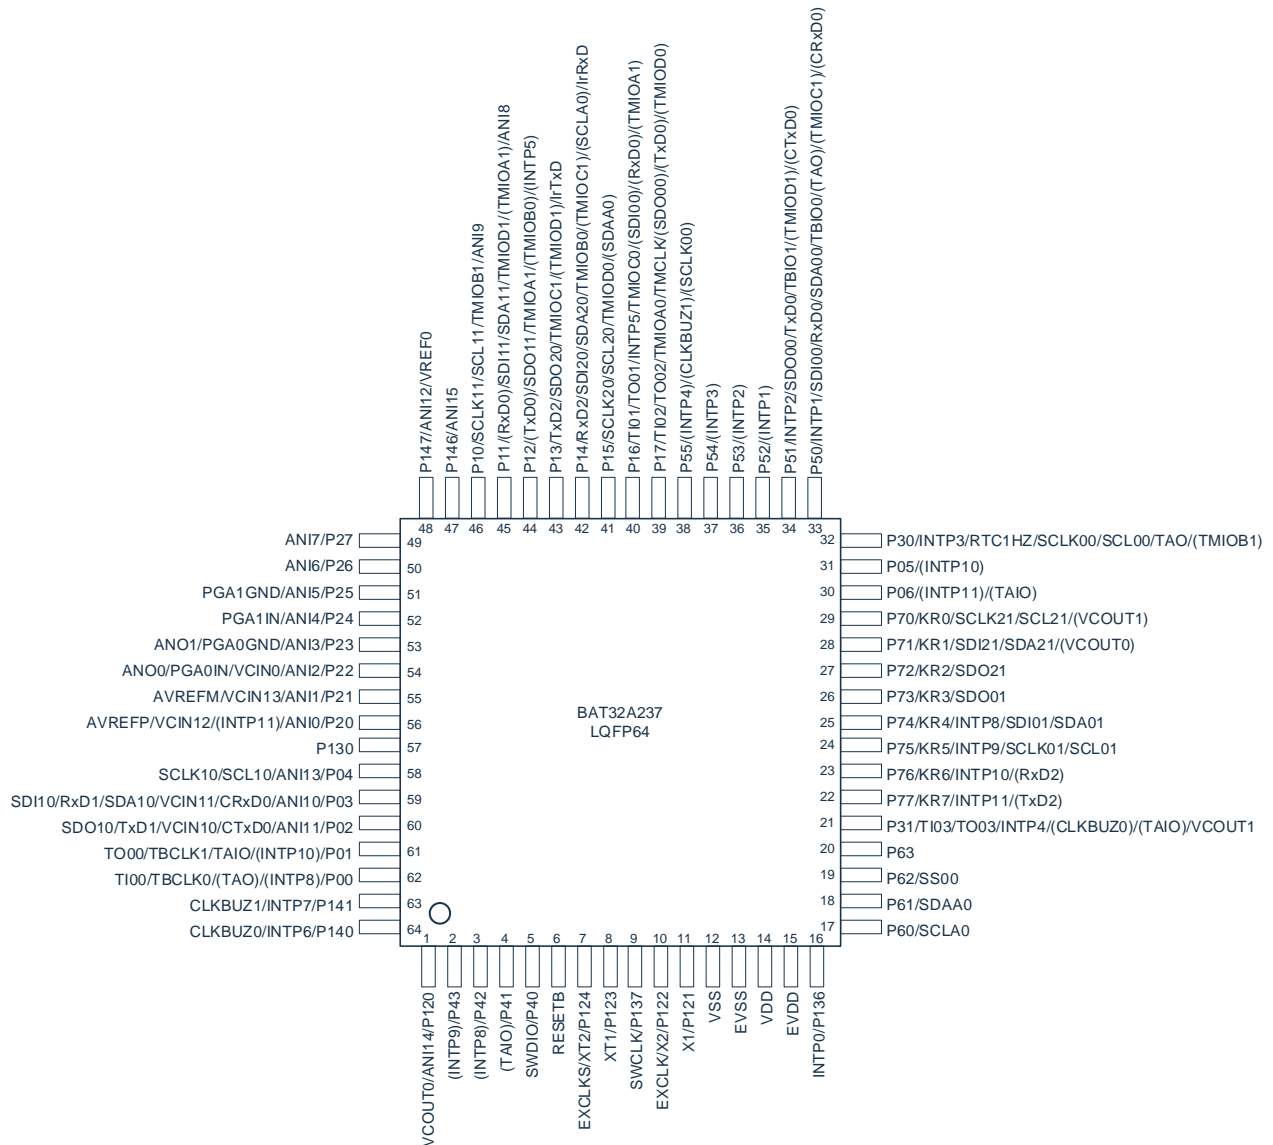 P147/ANI12/VREF0
P146/ANI15
P10/SCLK11/SCL11/TMIOB1/ANI9
P11/(RxD0)/SDI11/SDA11/TMIOD1/(TMIOA1)/ANI8
P12/(TxD0)/SDO11/TMIOA1/(TMIOB0)/(INTP5)
P13/TxD2/SDO20/TMIOC1/(TMIOD1)/IrTxD
P14/RxD2/SDI20/SDA20/TMIOB0/(TMIOC1)/(SCLA0)/IrRxD
P15/SCLK20/SCL20/TMIOD0/(SDAA0)
P16/TI01/TO01/INTP5/TMIOC0/(SDI00)/(RxD0)/(TMIOA1)
P17/TI02/TO02/TMIOA0/TMCLK/(SDO00)/(TxD0)/(TMIOD0)
P55/(INTP4)/(CLKBUZ1)/(SCLK00)
P54/(INTP3)
P53/(INTP2)
P52/(INTP1)
P51/INTP2/SDO00/TxD0/TBIO1/(TMIOD1)/(CTxD0)
P50/INTP1/SDI00/RxD0/SDA00/TBIO0/(TAO)/(TMIOC1)/(CRxD0)
48 47 46 45 44 43 42 41 40 39 38 37 36 35 34 33
ANI7/P27 49
ANI6/P26 50
PGA1GND/ANI5/P25 51
PGA1IN/ANI4/P24 52
ANO1/PGA0GND/ANI3/P23 53
ANO0/PGA0IN/VCIN0/ANI2/P22 54
AVREFM/VCIN13/ANI1/P21 55
AVREFP/VCIN12/(INTP11)/ANI0/P20 56
P130 57
SCLK10/SCL10/ANI13/P04 58
SDI10/RxD1/SDA10/VCIN11/CRxD0/ANI10/P03 59
SDO10/TxD1/VCIN10/CTxD0/ANI11/P02 60
TO00/TBCLK1/TAIO/(INTP10)/P01 61
TI00/TBCLK0/(TAO)/(INTP8)/P00 62
CLKBUZ1/INTP7/P141 63
CLKBUZ0/INTP6/P140 64
BAT32A237
LQFP64
32 P30/INTP3/RTC1HZ/SCLK00/SCL00/TAO/(TMIOB1)
31 P05/(INTP10)
30 P06/(INTP11)/(TAIO)
29 P70/KR0/SCLK21/SCL21/(VCOUT1)
28 P71/KR1/SDI21/SDA21/(VCOUT0)
27 P72/KR2/SDO21
26 P73/KR3/SDO01
25 P74/KR4/INTP8/SDI01/SDA01
24 P75/KR5/INTP9/SCLK01/SCL01
23 P76/KR6/INTP10/(RxD2)
22 P77/KR7/INTP11/(TxD2)
21 P31/TI03/TO03/INTP4/(CLKBUZ0)/(TAIO)/VCOUT1
20 P63
19 P62/SS00
18 P61/SDAA0
17 P60/SCLA0
1 2 3 4 5 6 7 8 9 10 11 12 13 14 15 16
VCOUT0/ANI14/P120
(INTP9)/P43
(INTP8)/P42
(TAIO)/P41
SWDIO/P40
RESETB
EXCLKS/XT2/P124
XT1/P123
SWCLK/P137
EXCLK/X2/P122
X1/P121
VSS
EVSS
VDD
EVDD
INTP0/P136